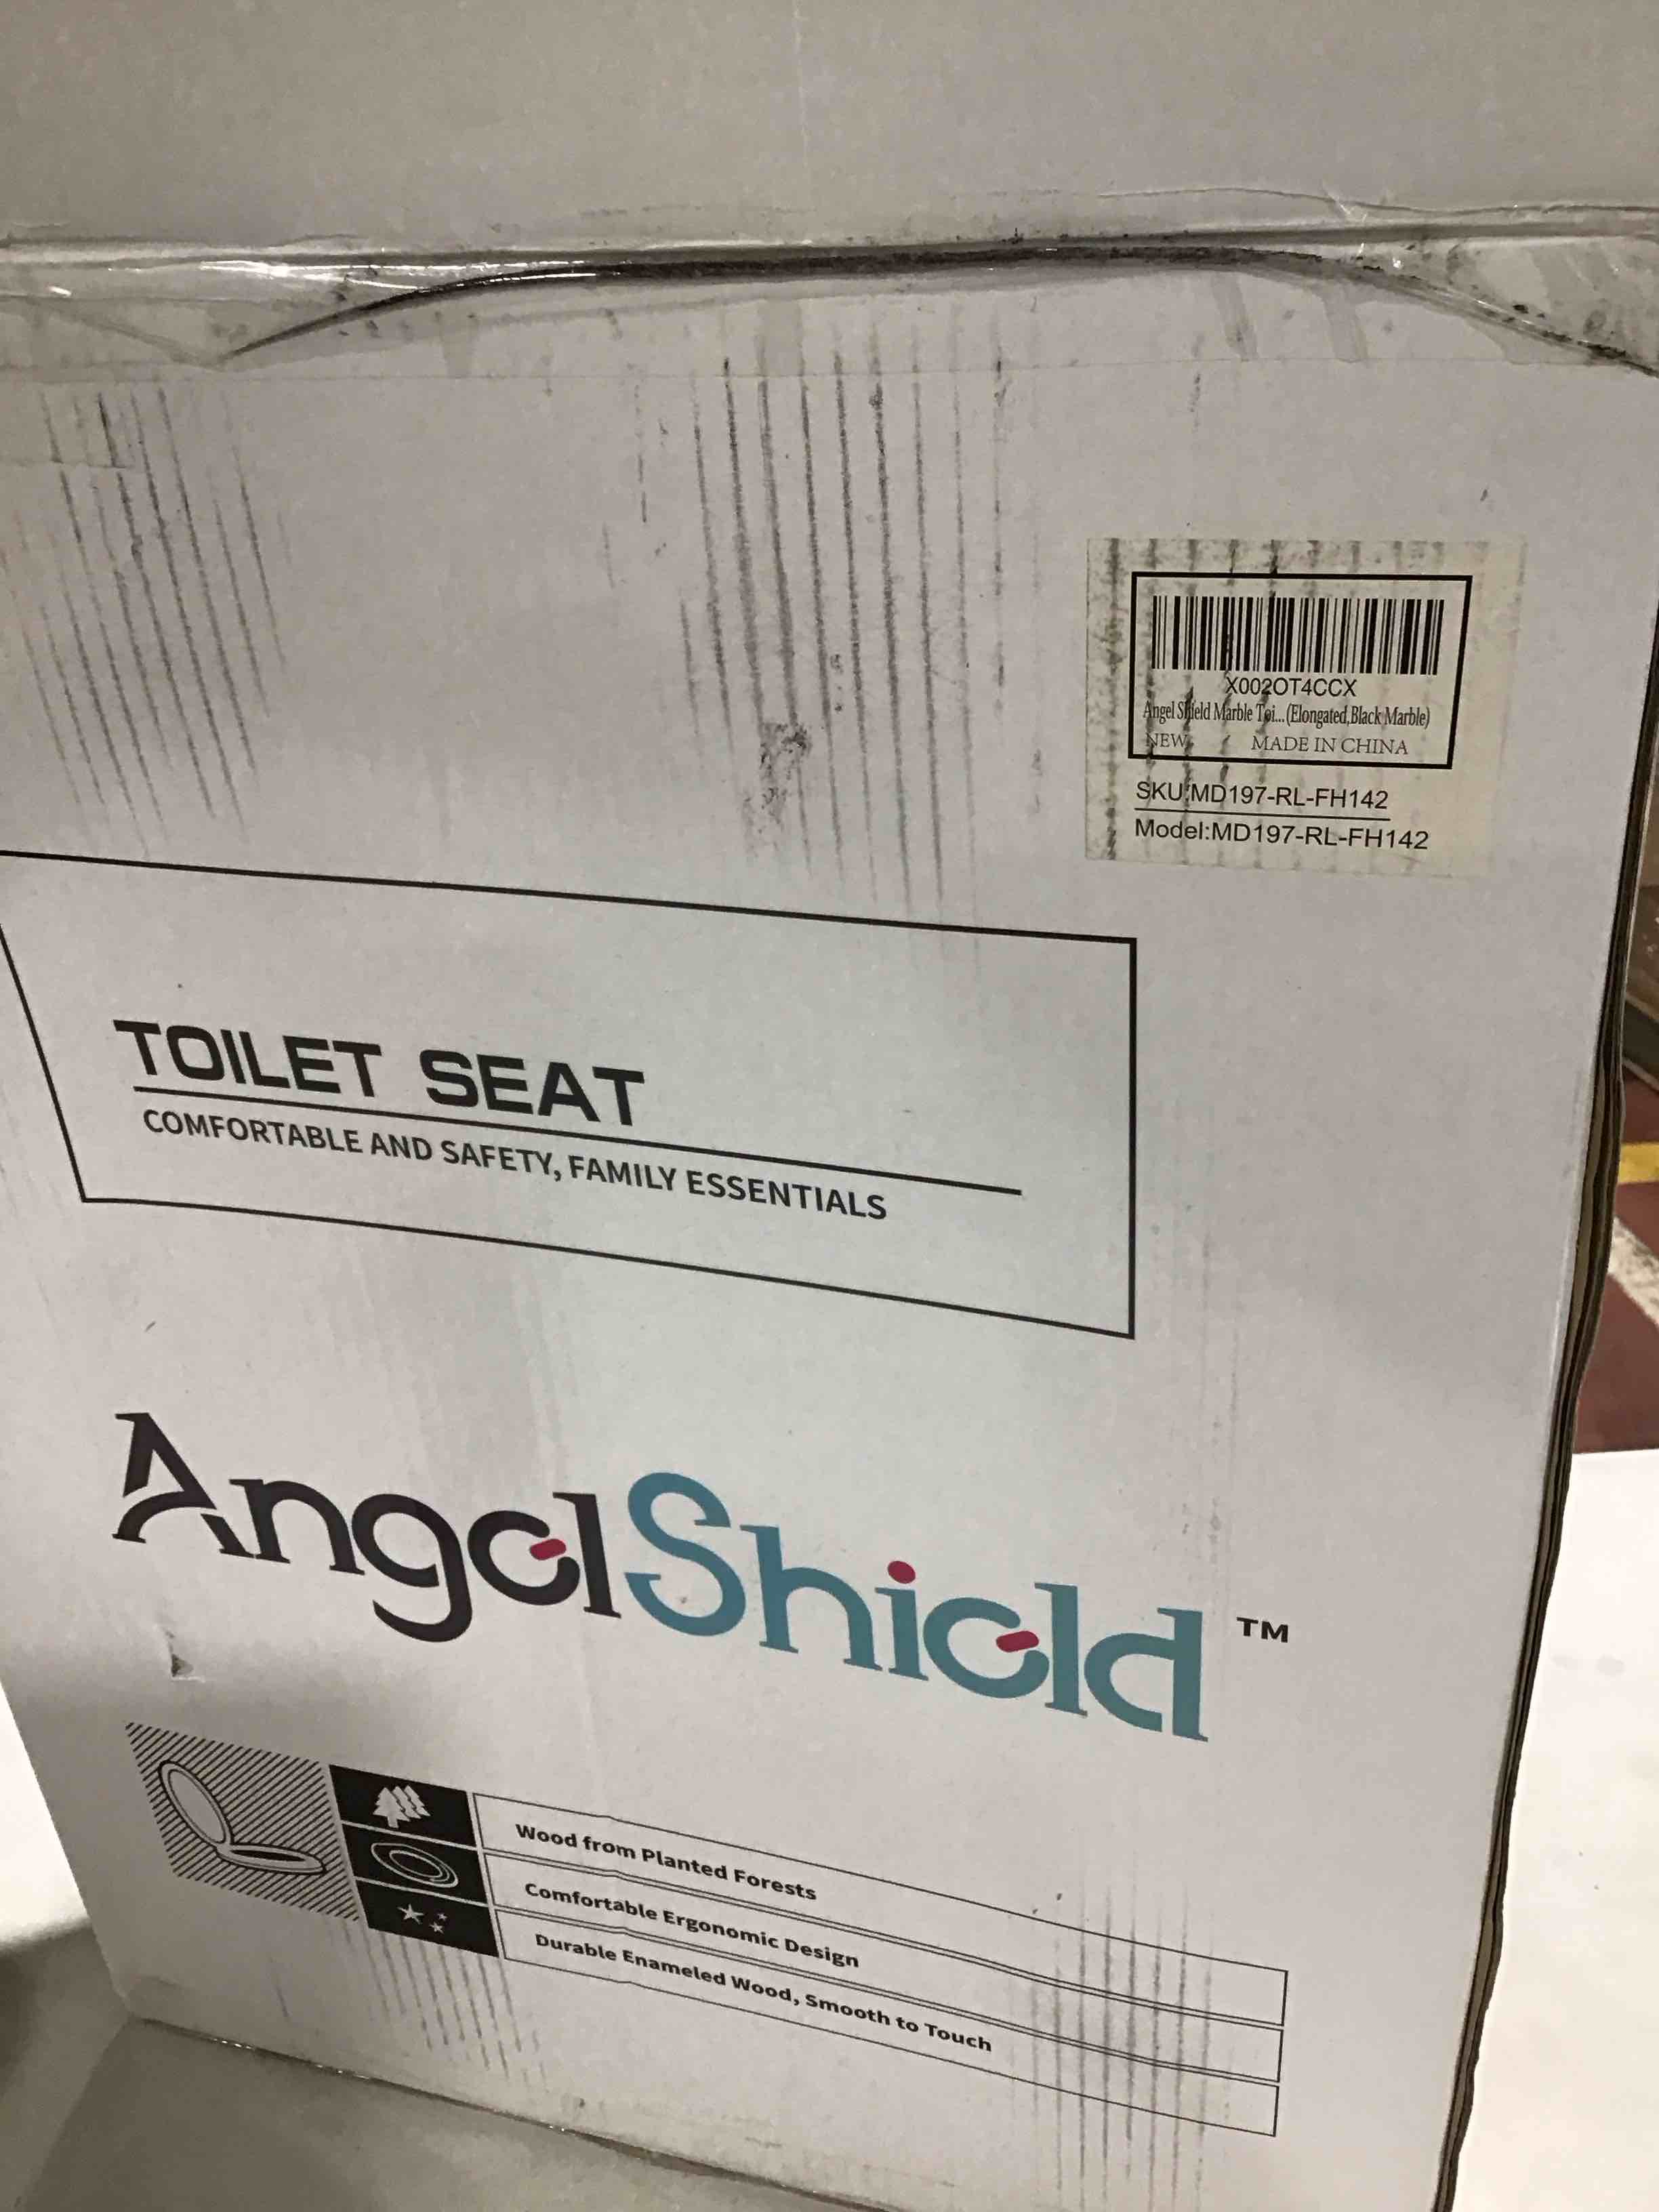 X002OT4CCX
Angel Shield Marble Toi...(Elongated,Black Marble)
NEW MADE IN CHINA
SKU:MD197-RL-FH142
Model:MD197-RL-FH142
TOILET SEAT
COMFORTABLE AND SAFETY, FAMILY ESSENTIALS
AngelShield™
Wood from Planted Forests
Comfortable Ergonomic Design
Durable Enameled Wood, Smooth to Touch